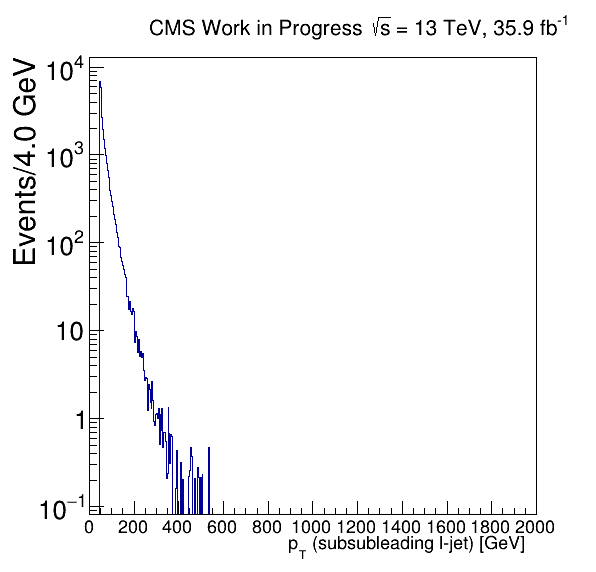 CMS Work in Progress √s = 13 TeV, 35.9 fb⁻¹
Events/4.0 GeV
10⁴
10³
10²
10
1
10⁻¹
0 200 400 600 800 1000 1200 1400 1600 1800 2000
p_T (subsubleading l-jet) [GeV]